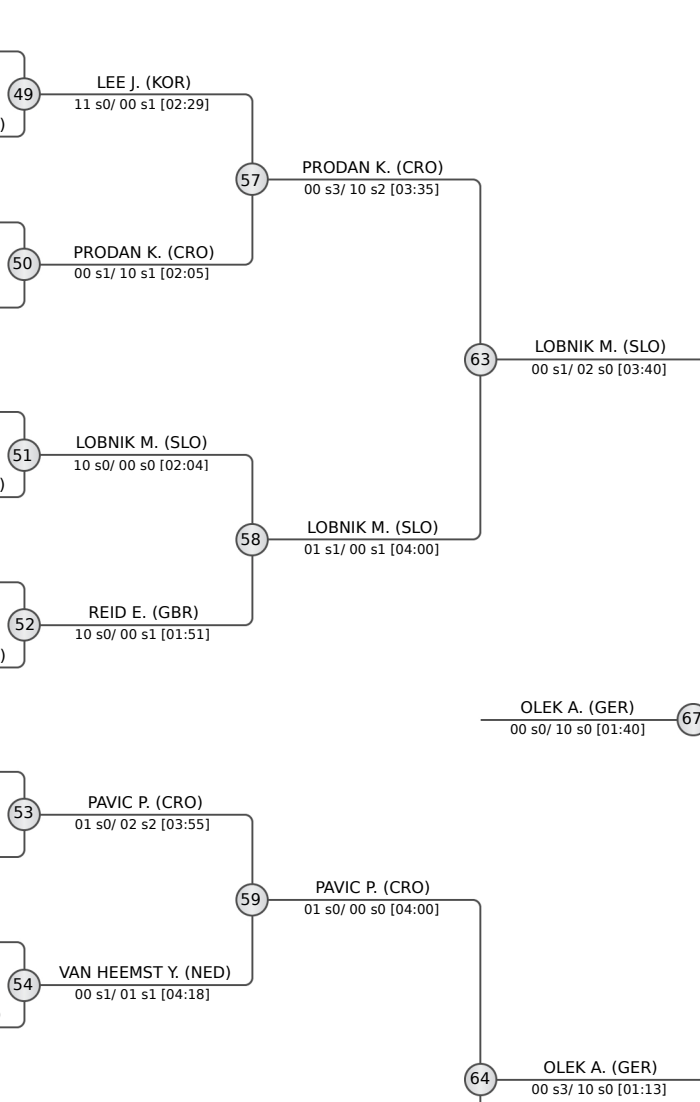 LEE J. (KOR)
49
11 s0/ 00 s1 [02:29]
)
PRODAN K. (CRO)
57
00 s3/ 10 s2 [03:35]
PRODAN K. (CRO)
50
00 s1/ 10 s1 [02:05]
LOBNIK M. (SLO)
63
00 s1/ 02 s0 [03:40]
LOBNIK M. (SLO)
51
10 s0/ 00 s0 [02:04]
)
LOBNIK M. (SLO)
58
01 s1/ 00 s1 [04:00]
REID E. (GBR)
52
10 s0/ 00 s1 [01:51]
)
OLEK A. (GER)
67
00 s0/ 10 s0 [01:40]
PAVIC P. (CRO)
53
01 s0/ 02 s2 [03:55]
PAVIC P. (CRO)
59
01 s0/ 00 s0 [04:00]
VAN HEEMST Y. (NED)
54
00 s1/ 01 s1 [04:18]
OLEK A. (GER)
64
00 s3/ 10 s0 [01:13]